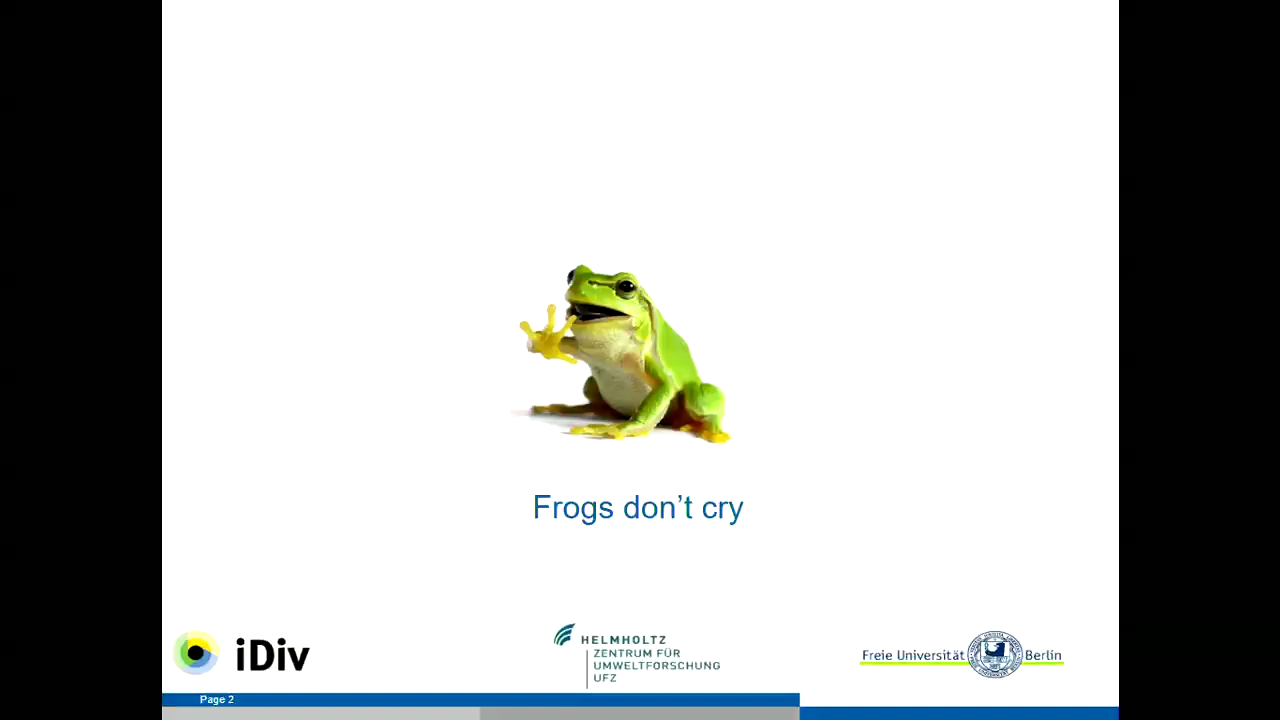 Frogs don't cry
iDiv
HELMHOLTZ
ZENTRUM FÜR
UMWELTFORSCHUNG
UFZ
Freie Universität Berlin
Page 2